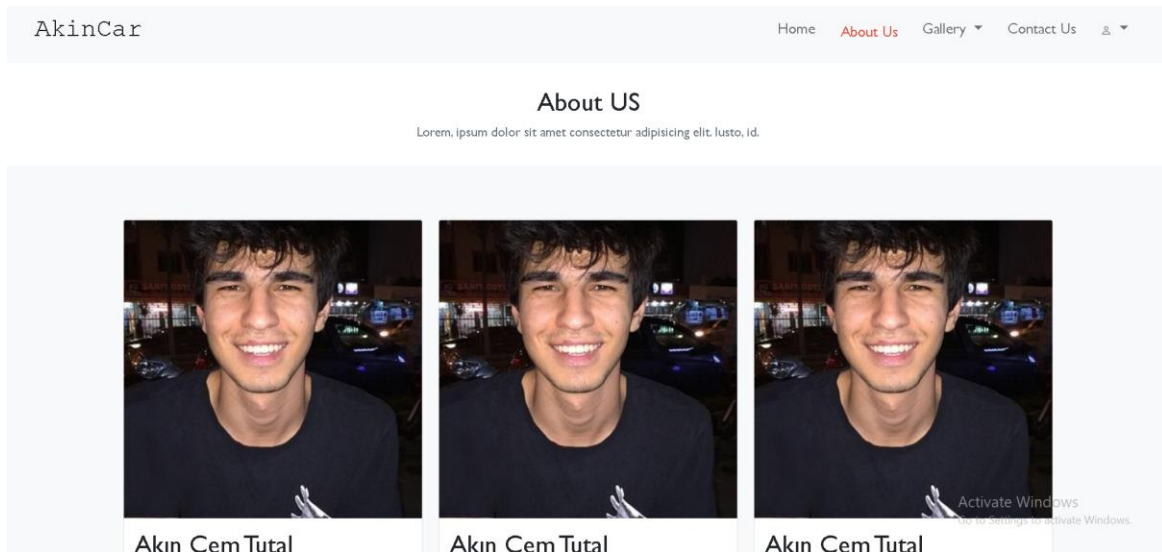 AkinCar
Home About Us Gallery Contact Us
About US
Lorem, ipsum dolor sit amet consectetur adipisicing elit. Iusto, id.
Activate Windows
Go to Settings to activate Windows.
Akın Cem Tutal Akın Cem Tutal Akın Cem Tutal